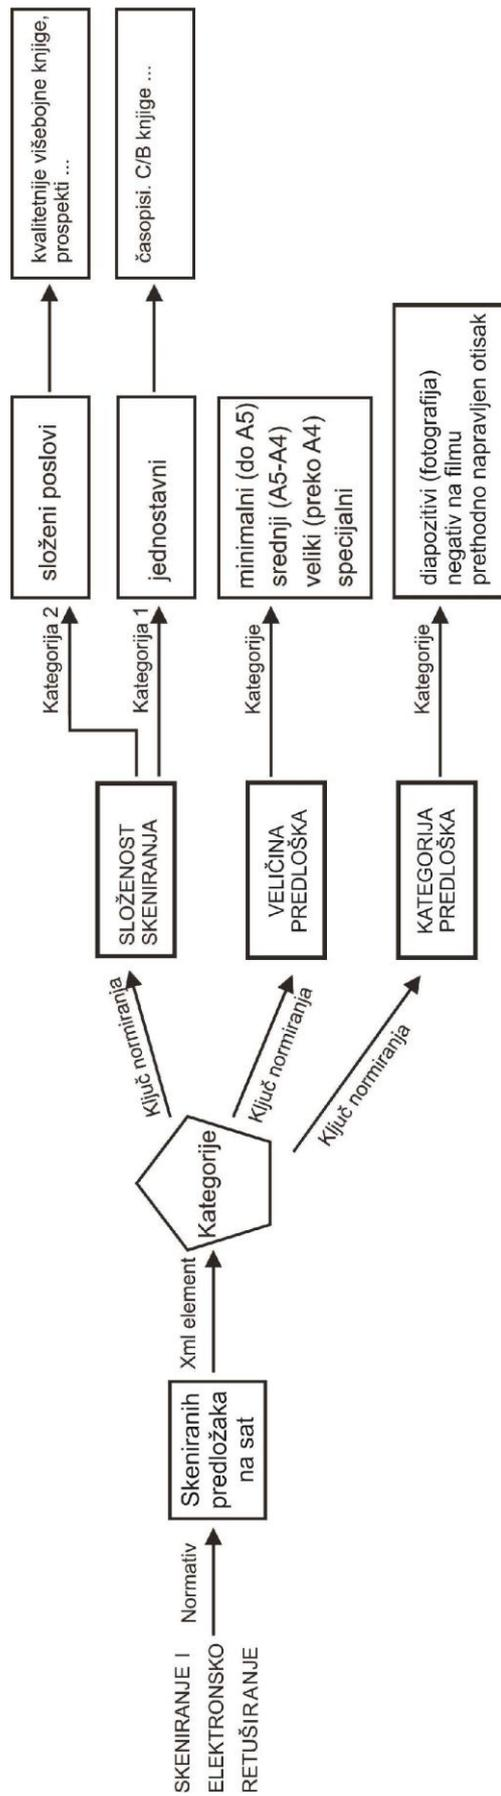 SKENIRANJE I
ELEKTRONSKO
RETUŠIRANJE
Normativ
Skeniranih
predložaka
na sat
Xml element
Kategorije
Ključ normiranja
SLOŽENOST
SKENIRANJA
Kategorija 2
složeni poslovi
kvalitetnije višebojne knjige,
prospekti ...
Kategorija 1
jednostavni
časopisi. C/B knjige ...
Ključ normiranja
VELIČINA
PREDLOŠKA
Kategorije
minimalni (do A5)
srednji (A5-A4)
veliki (preko A4)
specijalni
Ključ normiranja
KATEGORIJA
PREDLOŠKA
Kategorije
diapozitivi (fotografija)
negativ na filmu
prethodno napravljen otisak